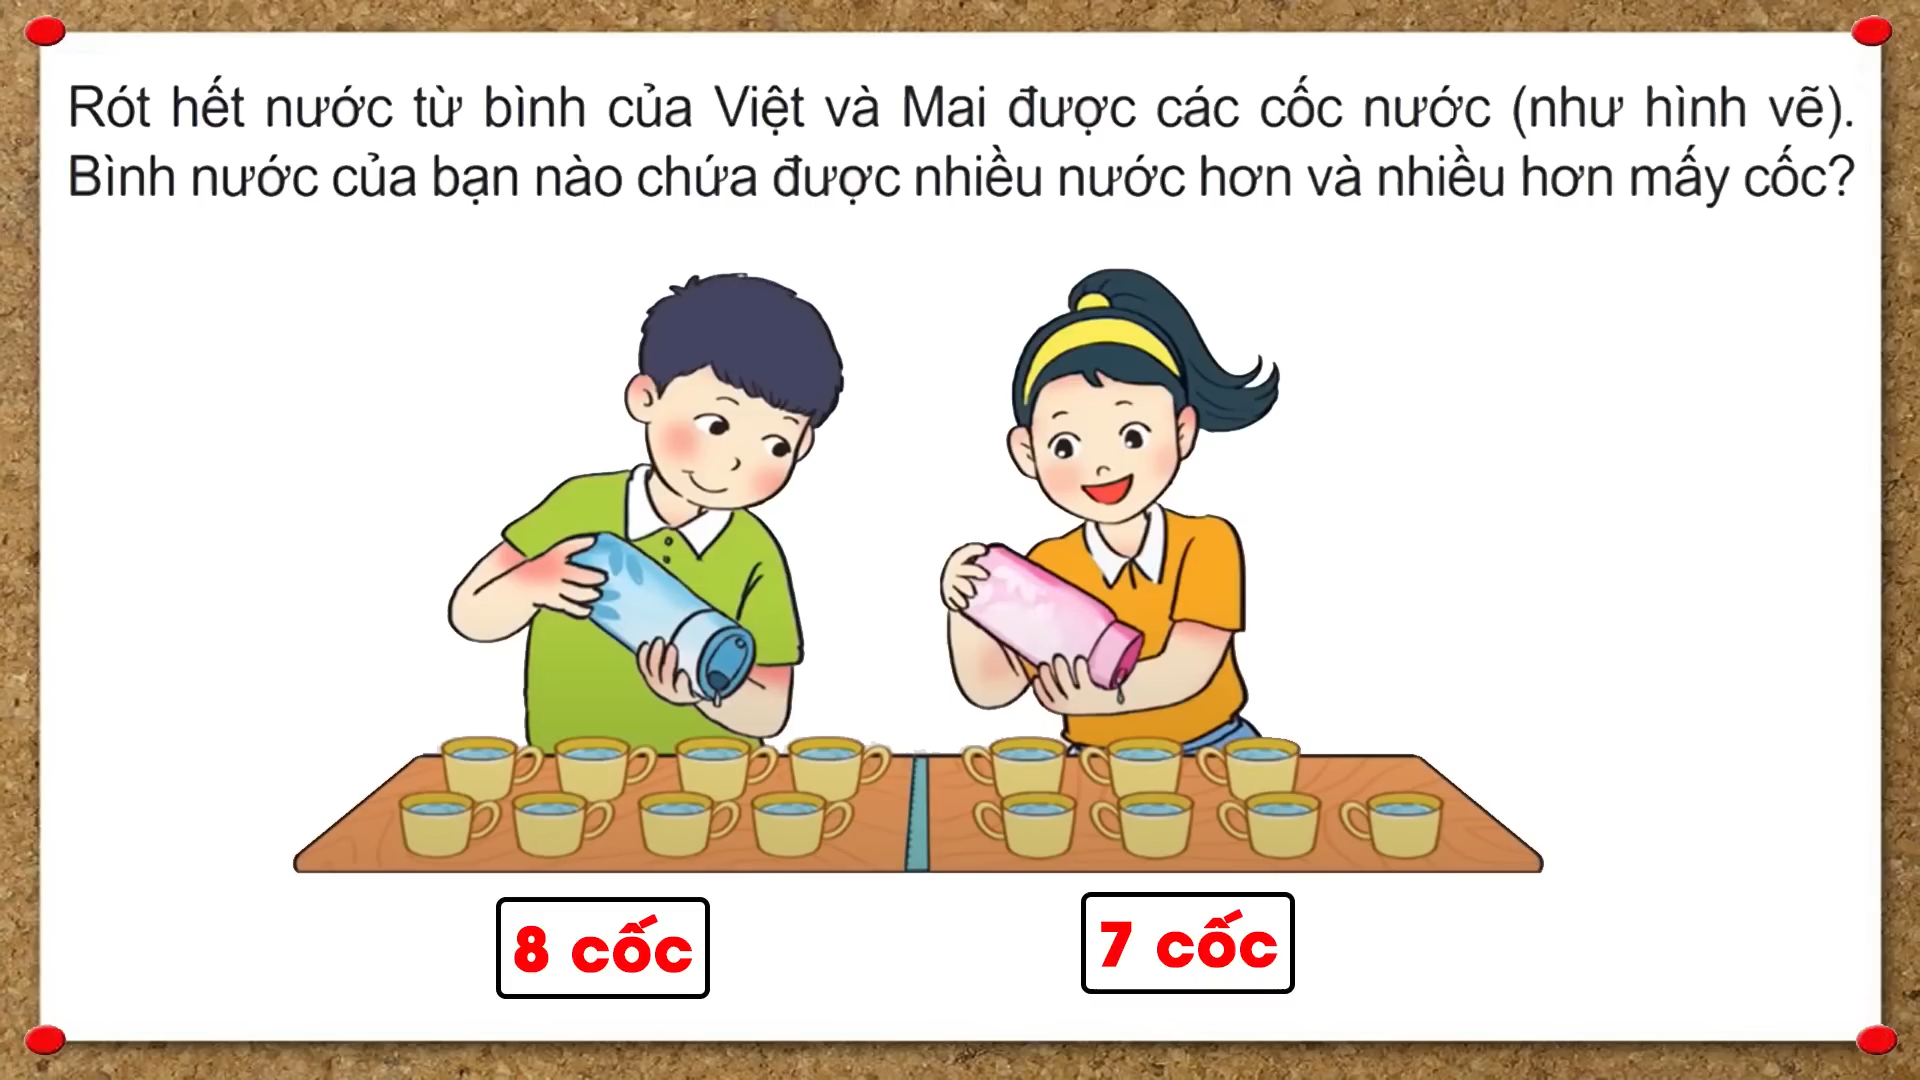 Rót hết nước từ bình của Việt và Mai được các cốc nước (như hình vẽ).
Bình nước của bạn nào chứa được nhiều nước hơn và nhiều hơn mấy cốc?
8 cốc
7 cốc